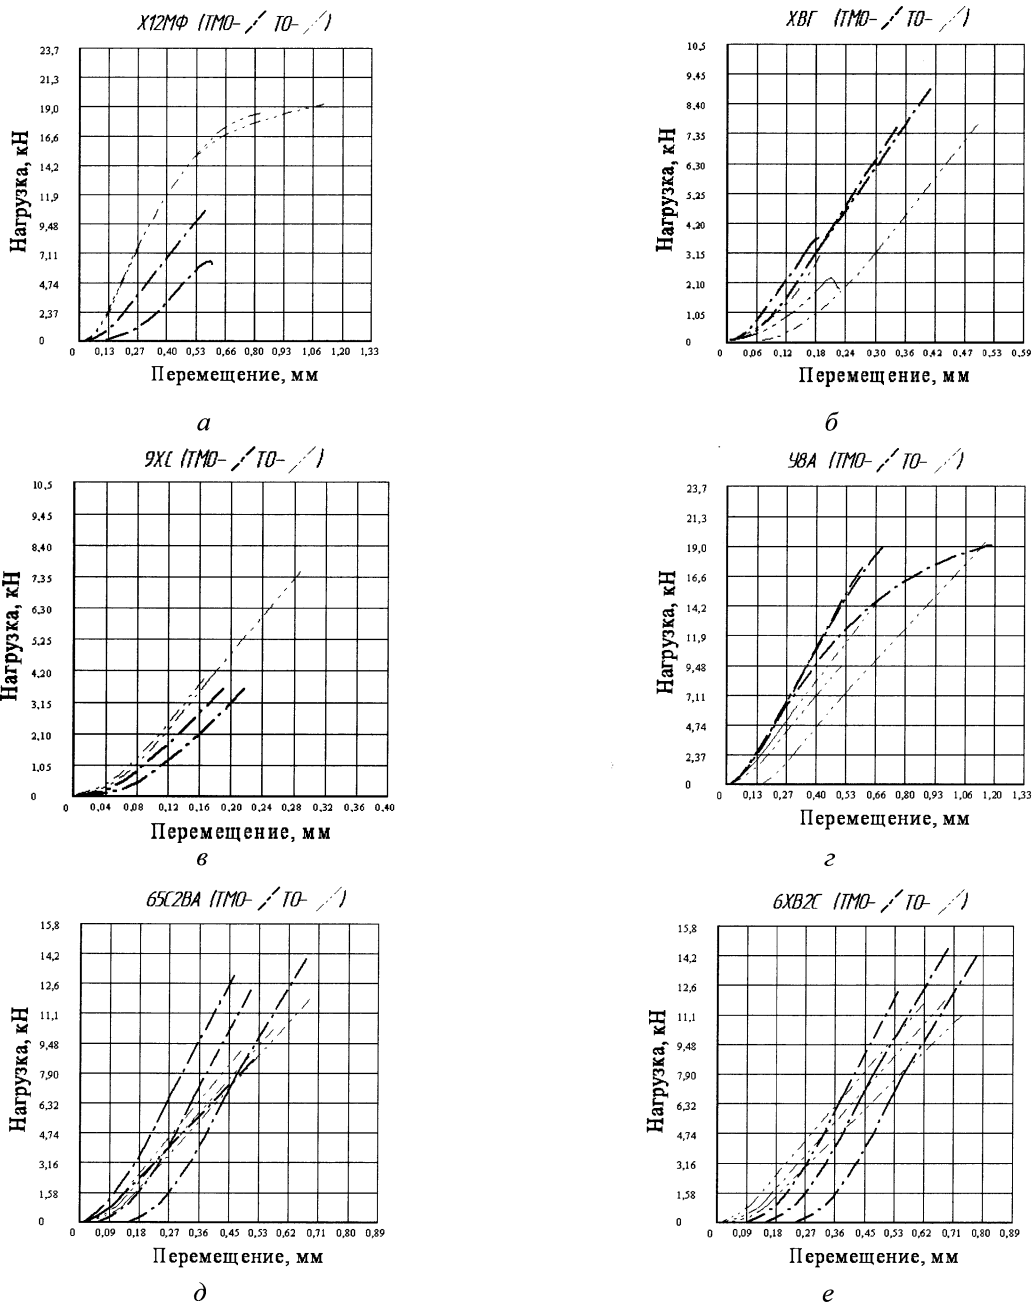 Х12МФ (ТМО- ТО- )
Нагрузка, кН
23,7
21,3
19,0
16,6
14,2
11,9
9,48
7,11
4,74
2,37
0
0 0,13 0,27 0,40 0,53 0,66 0,80 0,93 1,06 1,20 1,33
Перемещение, мм
а
ХВГ (ТМО- ТО- )
Нагрузка, кН
10,5
9,45
8,40
7,35
6,30
5,25
4,20
3,15
2,10
1,05
0
0 0,06 0,12 0,18 0,24 0,30 0,36 0,42 0,47 0,53 0,59
Перемещение, мм
б
9ХС (ТМО- ТО- )
Нагрузка, кН
10,5
9,45
8,40
7,35
6,30
5,25
4,20
3,15
2,10
1,05
0
0 0,04 0,08 0,12 0,16 0,20 0,24 0,28 0,32 0,36 0,40
Перемещение, мм
в
У8А (ТМО- ТО- )
Нагрузка, кН
23,7
21,3
19,0
16,6
14,2
11,9
9,48
7,11
4,74
2,37
0
0 0,13 0,27 0,40 0,53 0,66 0,80 0,93 1,06 1,20 1,33
Перемещение, мм
г
65С2ВА (ТМО- ТО- )
Нагрузка, кН
15,8
14,2
12,6
11,1
9,48
7,90
6,32
4,74
3,16
1,58
0
0 0,09 0,18 0,27 0,36 0,45 0,53 0,62 0,71 0,80 0,89
Перемещение, мм
д
6ХВ2С (ТМО- ТО- )
Нагрузка, кН
15,8
14,2
12,6
11,1
9,48
7,90
6,32
4,74
3,16
1,58
0
0 0,09 0,18 0,27 0,36 0,45 0,54 0,62 0,71 0,80 0,89
Перемещение, мм
е